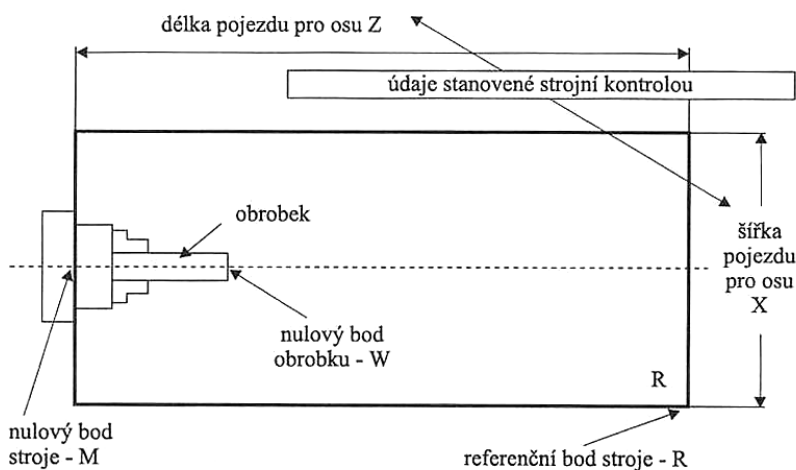 délka pojezdu pro osu Z
údaje stanovené strojní kontrolou
obrobek
šířka
pojezdu
pro osu
X
nulový bod
obrobku - W
R
nulový bod
stroje - M
referenční bod stroje - R